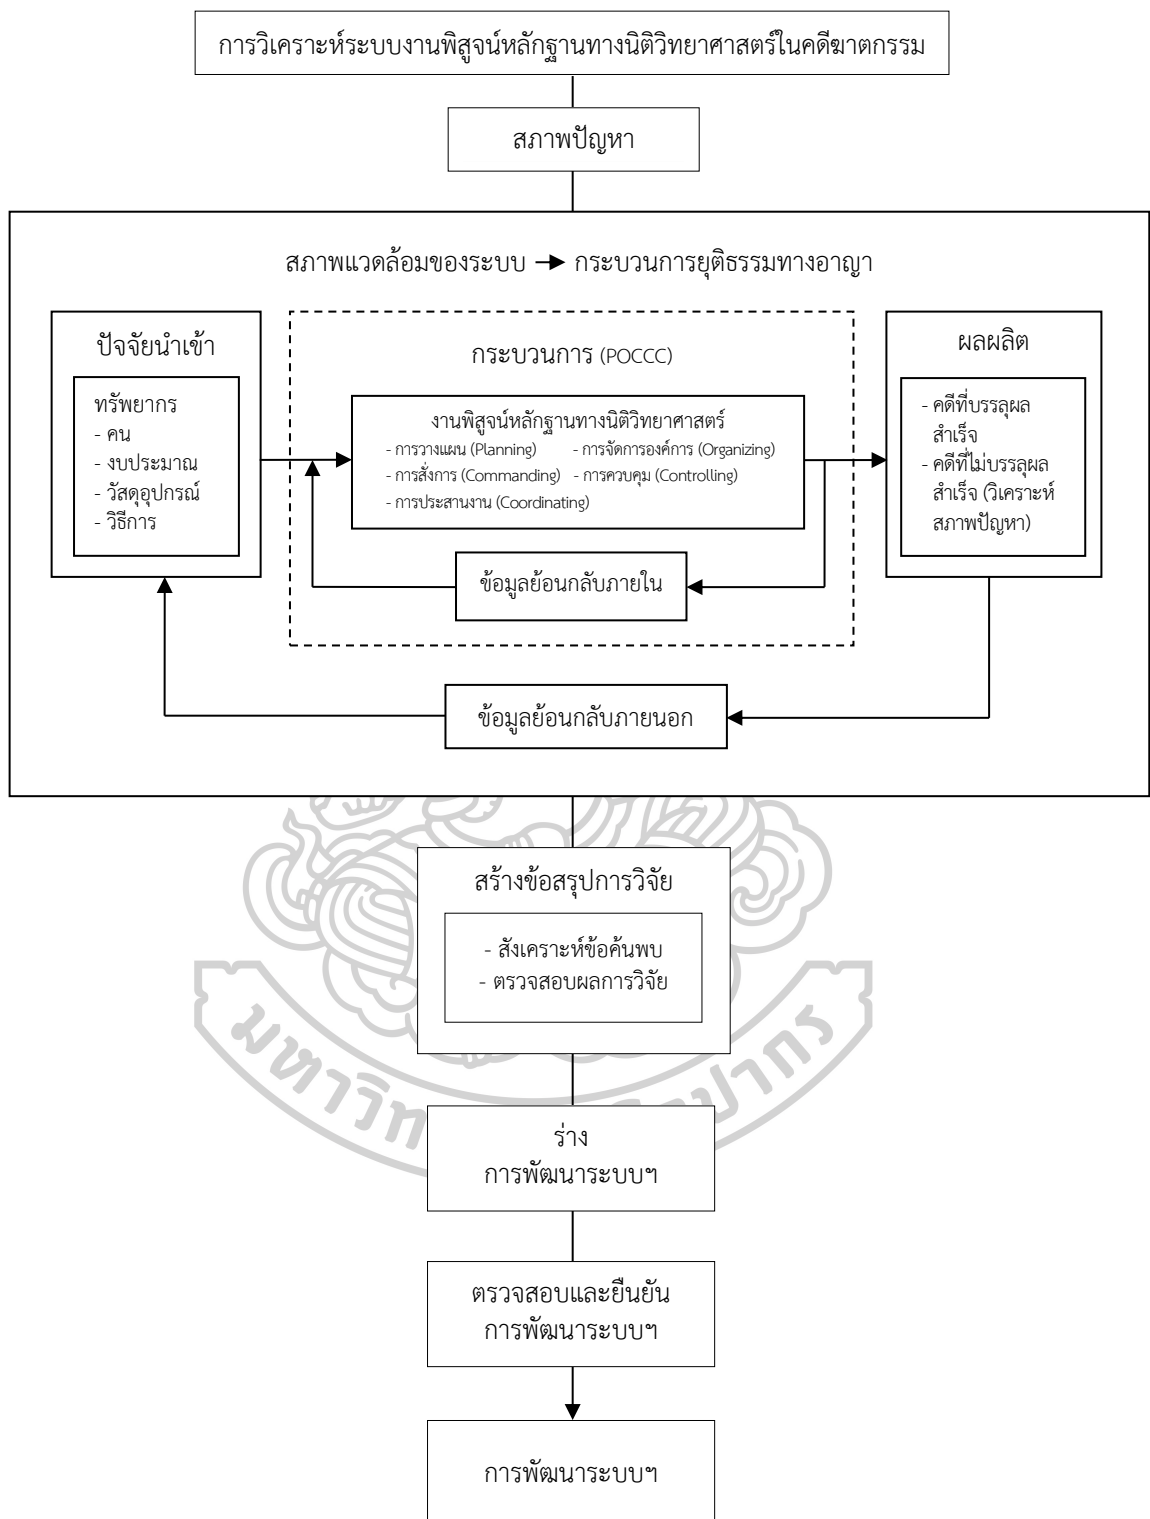 การวิเคราะห์ระบบงานพิสูจน์หลักฐานทางนิติวิทยาศาสตร์ในคดีฆาตกรรม
สภาพปัญหา
สภาพแวดล้อมของระบบ → กระบวนการยุติธรรมทางอาญา
ปัจจัยนำเข้า
ทรัพยากร
- คน
- งบประมาณ
- วัสดุอุปกรณ์
- วิธีการ
กระบวนการ (POCCC)
งานพิสูจน์หลักฐานทางนิติวิทยาศาสตร์
- การวางแผน (Planning) - การจัดการองค์การ (Organizing)
- การสั่งการ (Commanding) - การควบคุม (Controlling)
- การประสานงาน (Coordinating)
ข้อมูลย้อนกลับภายใน
ผลผลิต
- คดีที่บรรลุผล
สำเร็จ
- คดีที่ไม่บรรลุผล
สำเร็จ (วิเคราะห์
สภาพปัญหา)
ข้อมูลย้อนกลับภายนอก
สร้างข้อสรุปการวิจัย
- สังเคราะห์ข้อค้นพบ
- ตรวจสอบผลการวิจัย
ร่าง
การพัฒนาระบบฯ
ตรวจสอบและยืนยัน
การพัฒนาระบบฯ
การพัฒนาระบบฯ